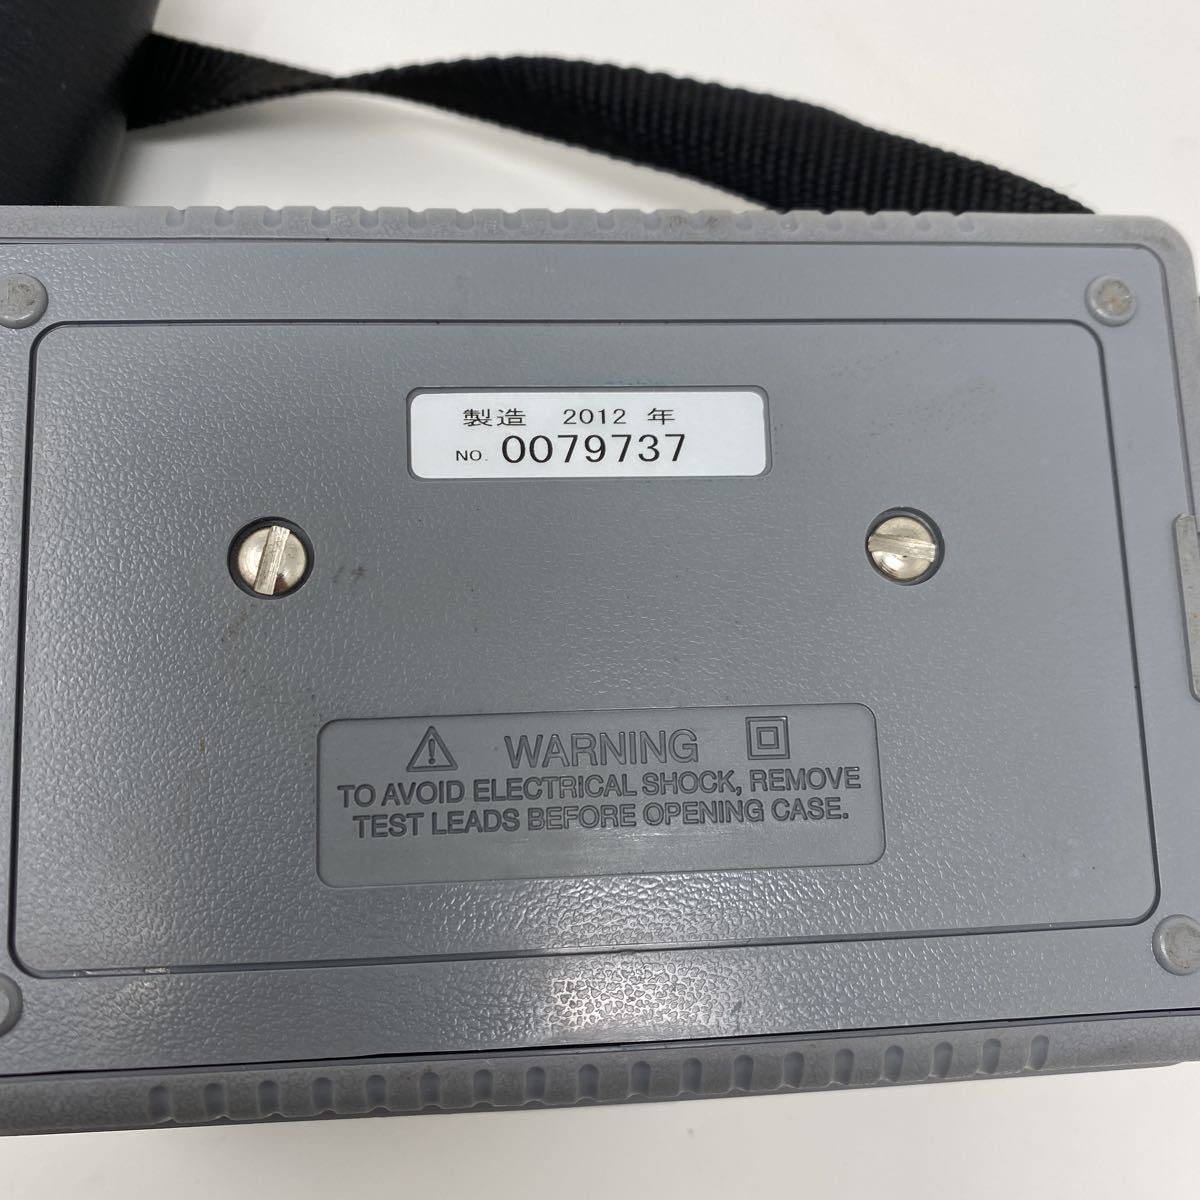 製造 2012 年
NO. 0079737
WARNING
TO AVOID ELECTRICAL SHOCK, REMOVE
TEST LEADS BEFORE OPENING CASE.